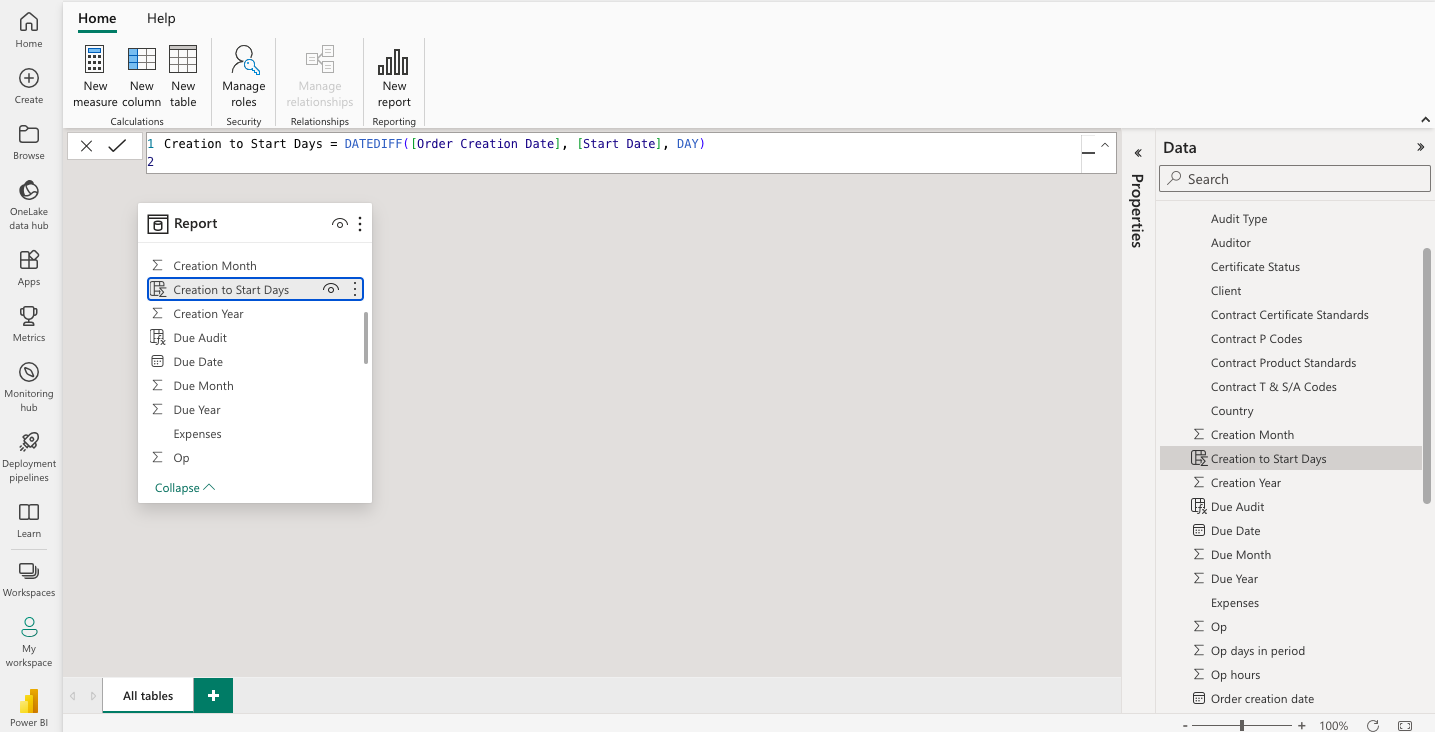 Home
Create
Browse
OneLake
data hub
Apps
Metrics
Monitoring
hub
Deployment
pipelines
Learn
Workspaces
My
workspace
Power BI
Home Help
New
measure
New
column
New
table
Calculations
Manage
roles
Security
Manage
relationships
Relationships
New
report
Reporting
1 Creation to Start Days = DATEDIFF([Order Creation Date], [Start Date], DAY)
2
Report
Creation Month
Creation to Start Days
Creation Year
Due Audit
Due Date
Due Month
Due Year
Expenses
Op
Collapse
All tables
Properties
Data
Search
Audit Type
Auditor
Certificate Status
Client
Contract Certificate Standards
Contract P Codes
Contract Product Standards
Contract T & S/A Codes
Country
Creation Month
Creation to Start Days
Creation Year
Due Audit
Due Date
Due Month
Due Year
Expenses
Op
Op days in period
Op hours
Order creation date
- + 100%